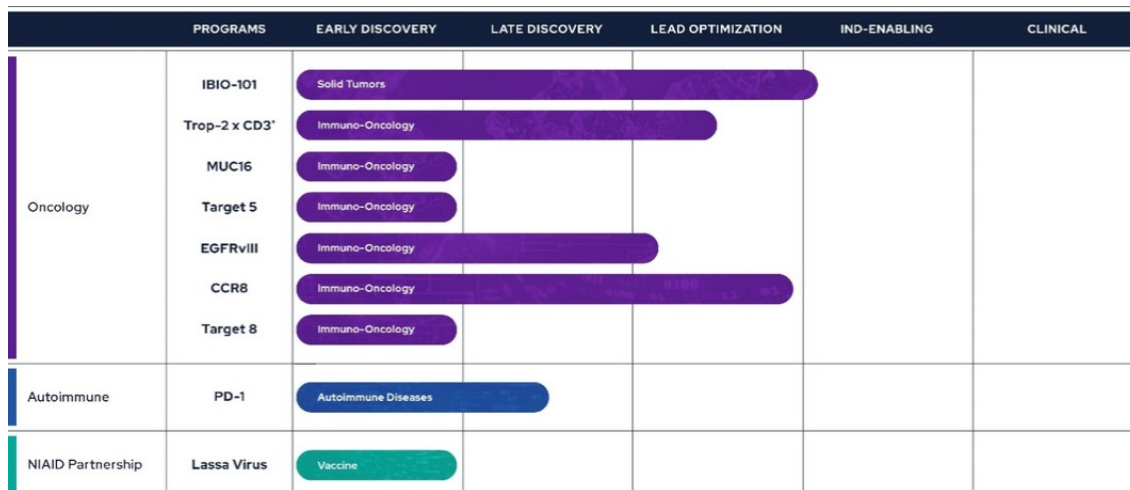 PROGRAMS EARLY DISCOVERY LATE DISCOVERY LEAD OPTIMIZATION IND-ENABLING CLINICAL
IBIO-101 Solid Tumors
Trop-2 x CD3* Immuno-Oncology
MUC16 Immuno-Oncology
Oncology Target 5 Immuno-Oncology
EGFRvIII Immuno-Oncology
CCR8 Immuno-Oncology
Target 8 Immuno-Oncology
Autoimmune PD-1 Autoimmune Diseases
NIAID Partnership Lassa Virus Vaccine